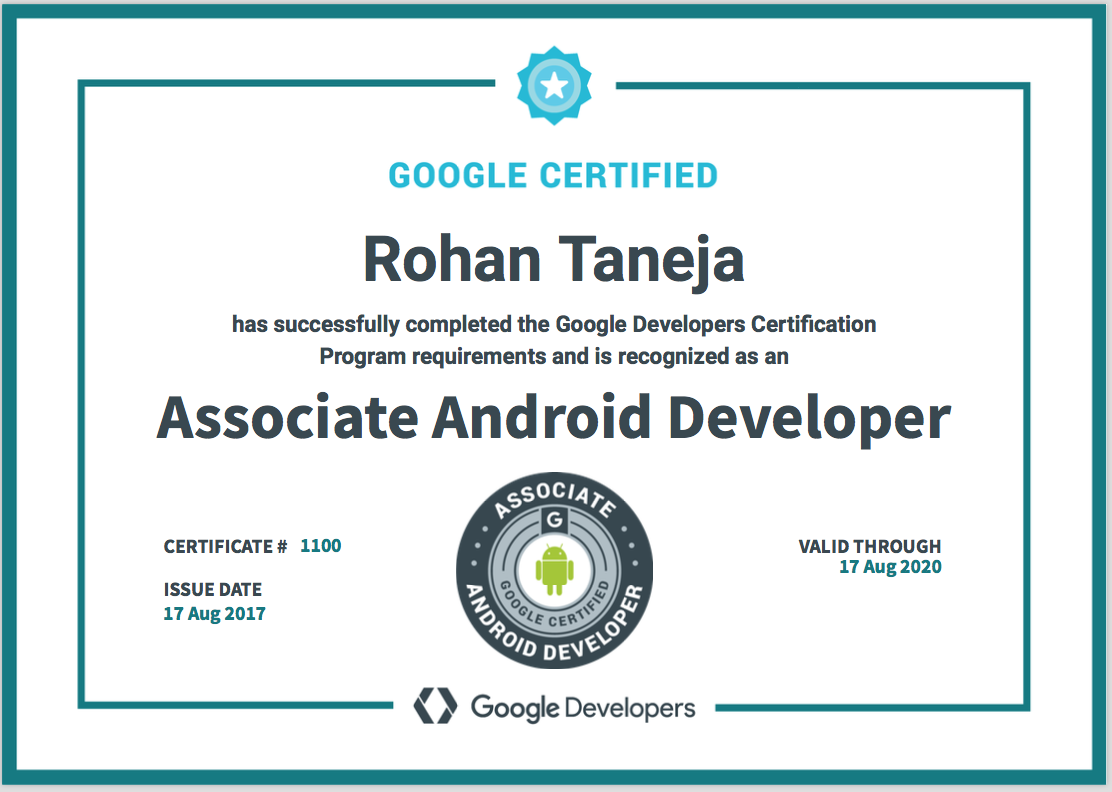 GOOGLE CERTIFIED
Rohan Taneja
has successfully completed the Google Developers Certification
Program requirements and is recognized as an
Associate Android Developer
CERTIFICATE # 1100
ISSUE DATE
17 Aug 2017
ASSOCIATE
G
GOOGLE CERTIFIED
ANDROID DEVELOPER
VALID THROUGH
17 Aug 2020
Google Developers